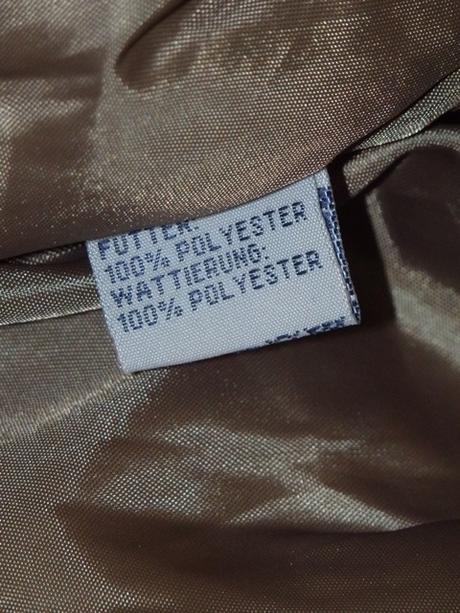 FUTTER:
100% POLYESTER
WATTIERUNG:
100% POLYESTER